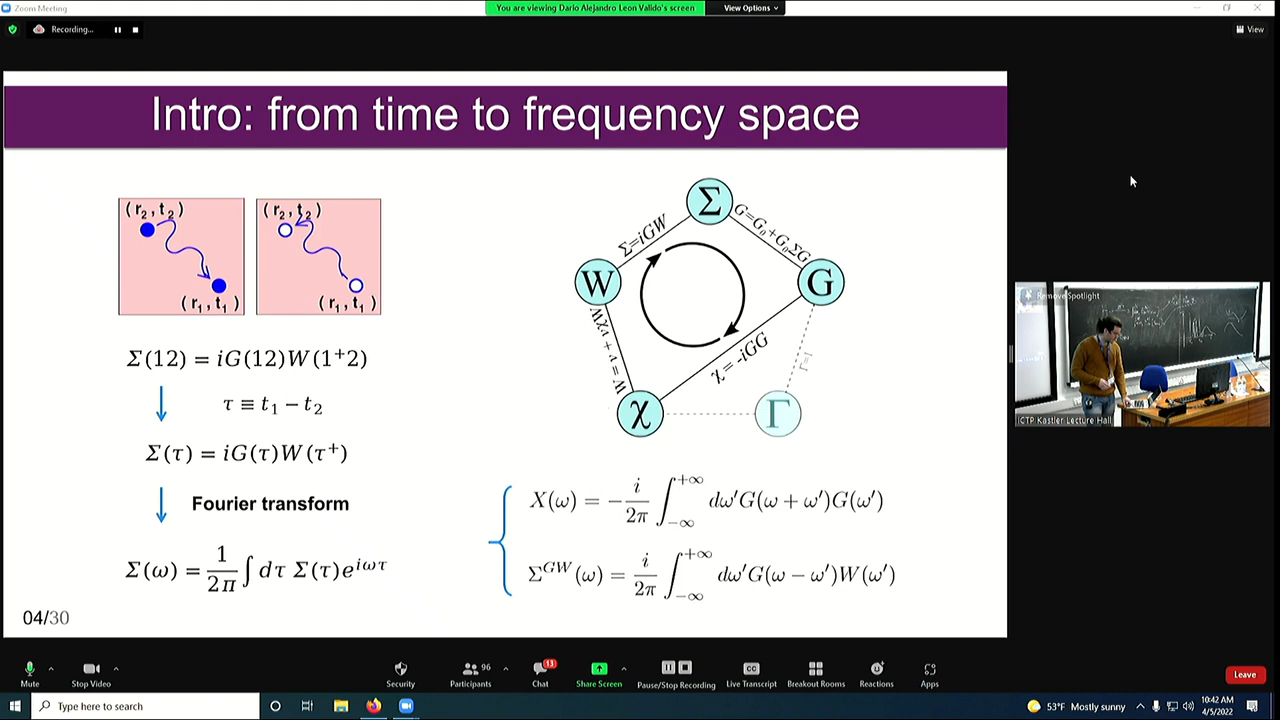 Zoom Meeting
You are viewing Dario Alejandro Leon Valido's screen
View Options
Recording...
View
Intro: from time to frequency space
(r₂, t₂)
(r₁, t₁)
(r₂, t₂)
(r₁, t₁)
Σ(12) = iG(12)W(1⁺2)
τ ≡ t₁ − t₂
Σ(τ) = iG(τ)W(τ⁺)
Fourier transform
Σ(ω) = 1/2π ∫ dτ Σ(τ)e^{iωτ}
Σ
G
Γ
χ
W
Σ=iGW
G=G₀+G₀ΣG
Γ=1
χ = -iGG
W = v + vχW
X(ω) = −i/2π ∫_{−∞}^{+∞} dω′G(ω + ω′)G(ω′)
Σ^{GW}(ω) = i/2π ∫_{−∞}^{+∞} dω′G(ω − ω′)W(ω′)
04/30
Remove Spotlight
ICTP Kastler Lecture Hall
Mute
Stop Video
Security
96
Participants
13
Chat
Share Screen
Pause/Stop Recording
CC
Live Transcript
Breakout Rooms
Reactions
Apps
Leave
Type here to search
53°F Mostly sunny
10:42 AM
4/5/2022